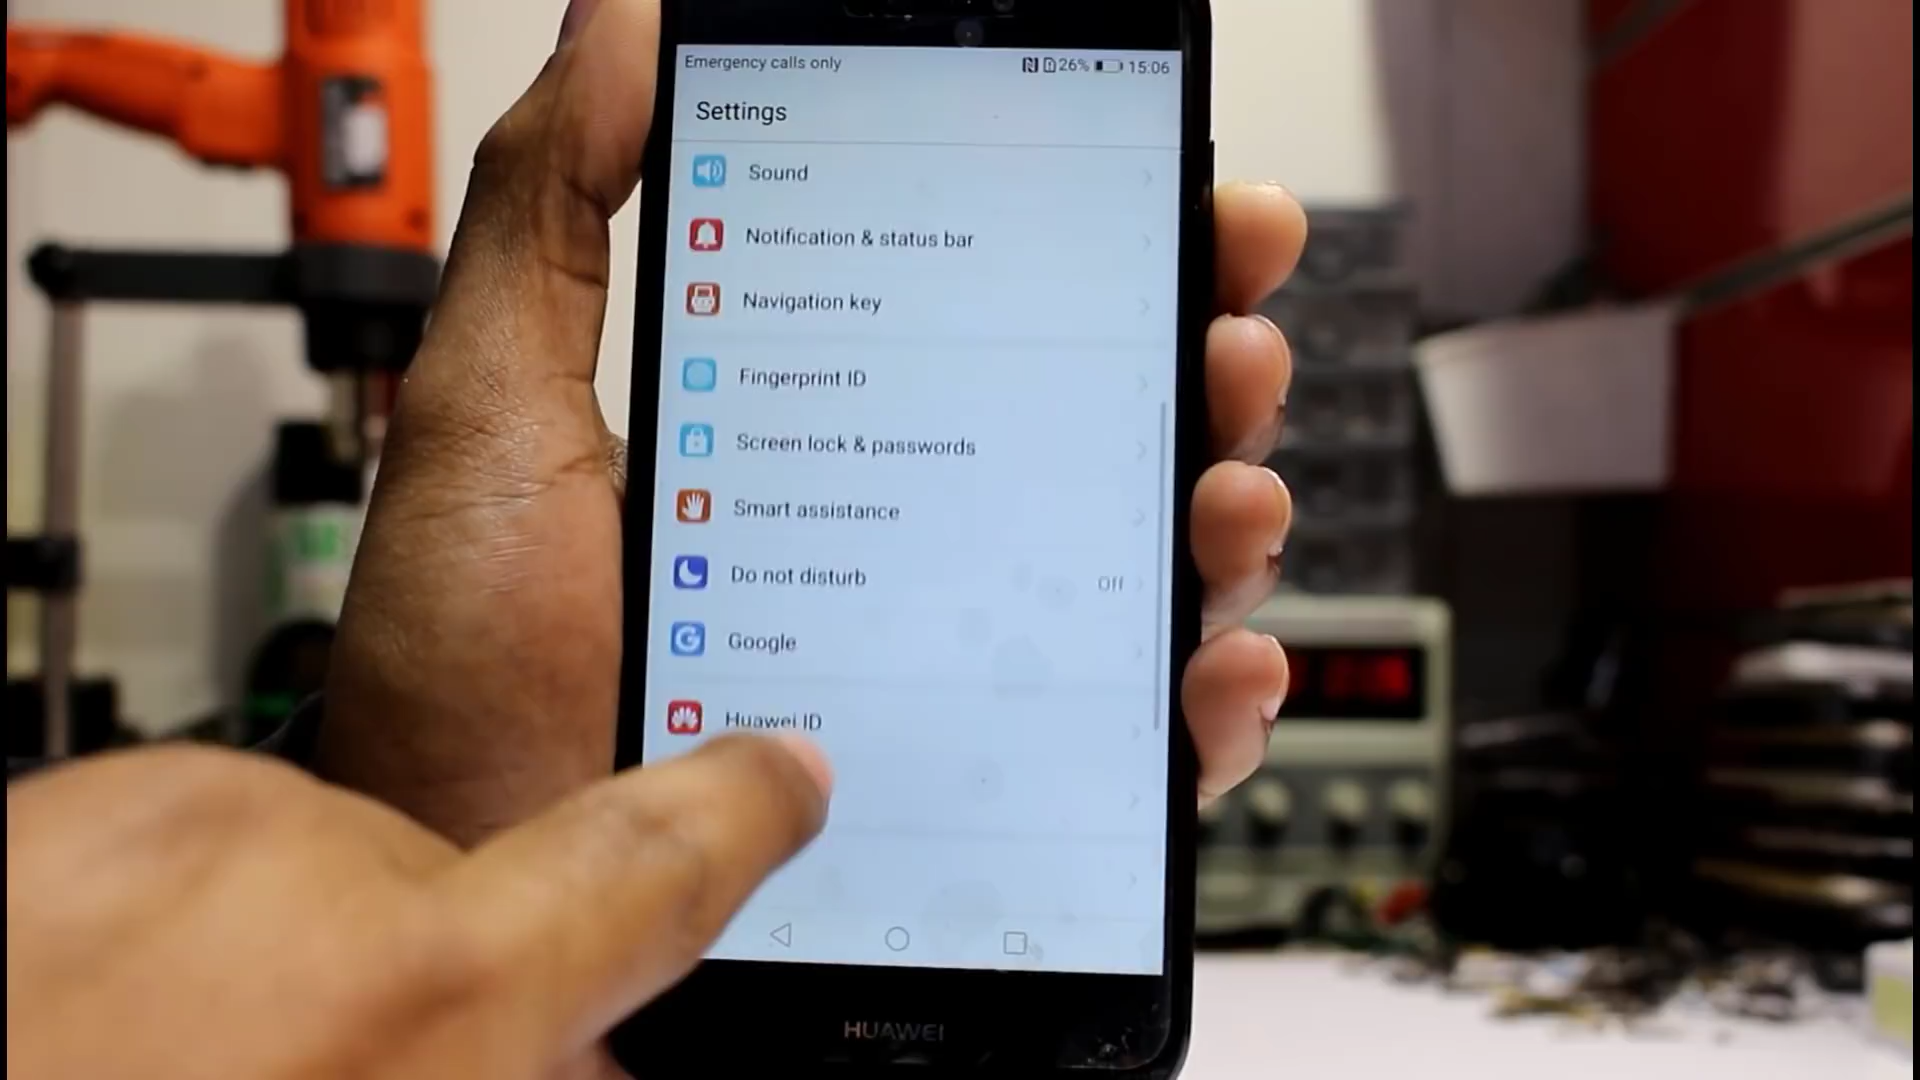 Emergency calls only 26% 15:06
Settings
Sound
Notification & status bar
Navigation key
Fingerprint ID
Screen lock & passwords
Smart assistance
Do not disturb Off
Google
Huawei ID
HUAWEI